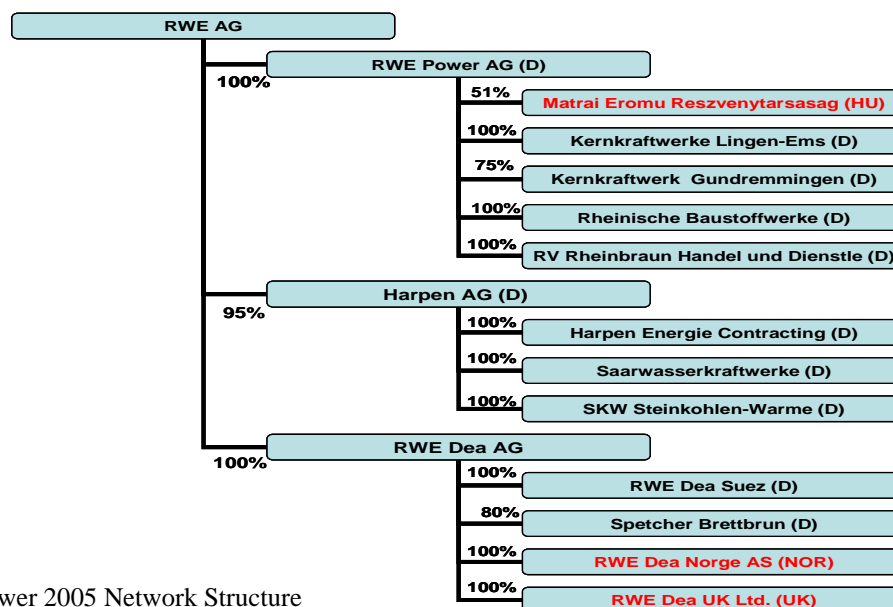 RWE AG
100%
RWE Power AG (D)
51%
Matrai Eromu Reszvenytarsasag (HU)
100%
Kernkraftwerke Lingen-Ems (D)
75%
Kernkraftwerk Gundremmingen (D)
100%
Rheinische Baustoffwerke (D)
100%
RV Rheinbraun Handel und Dienstle (D)
95%
Harpen AG (D)
100%
Harpen Energie Contracting (D)
100%
Saarwasserkraftwerke (D)
100%
SKW Steinkohlen-Warme (D)
100%
RWE Dea AG
100%
RWE Dea Suez (D)
80%
Spetcher Brettbrun (D)
100%
RWE Dea Norge AS (NOR)
100%
RWE Dea UK Ltd. (UK)
wer 2005 Network Structure